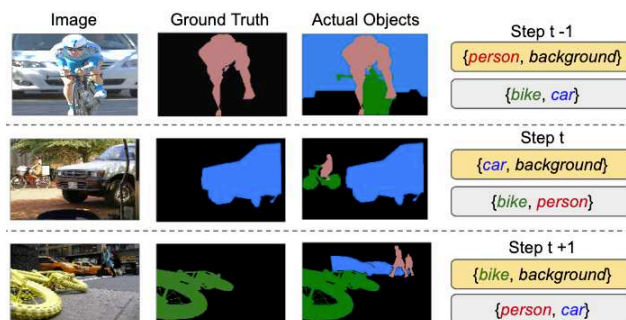 Image Ground Truth Actual Objects
Step t -1
{person, background}
{bike, car}
Step t
{car, background}
{bike, person}
Step t +1
{bike, background}
{person, car}